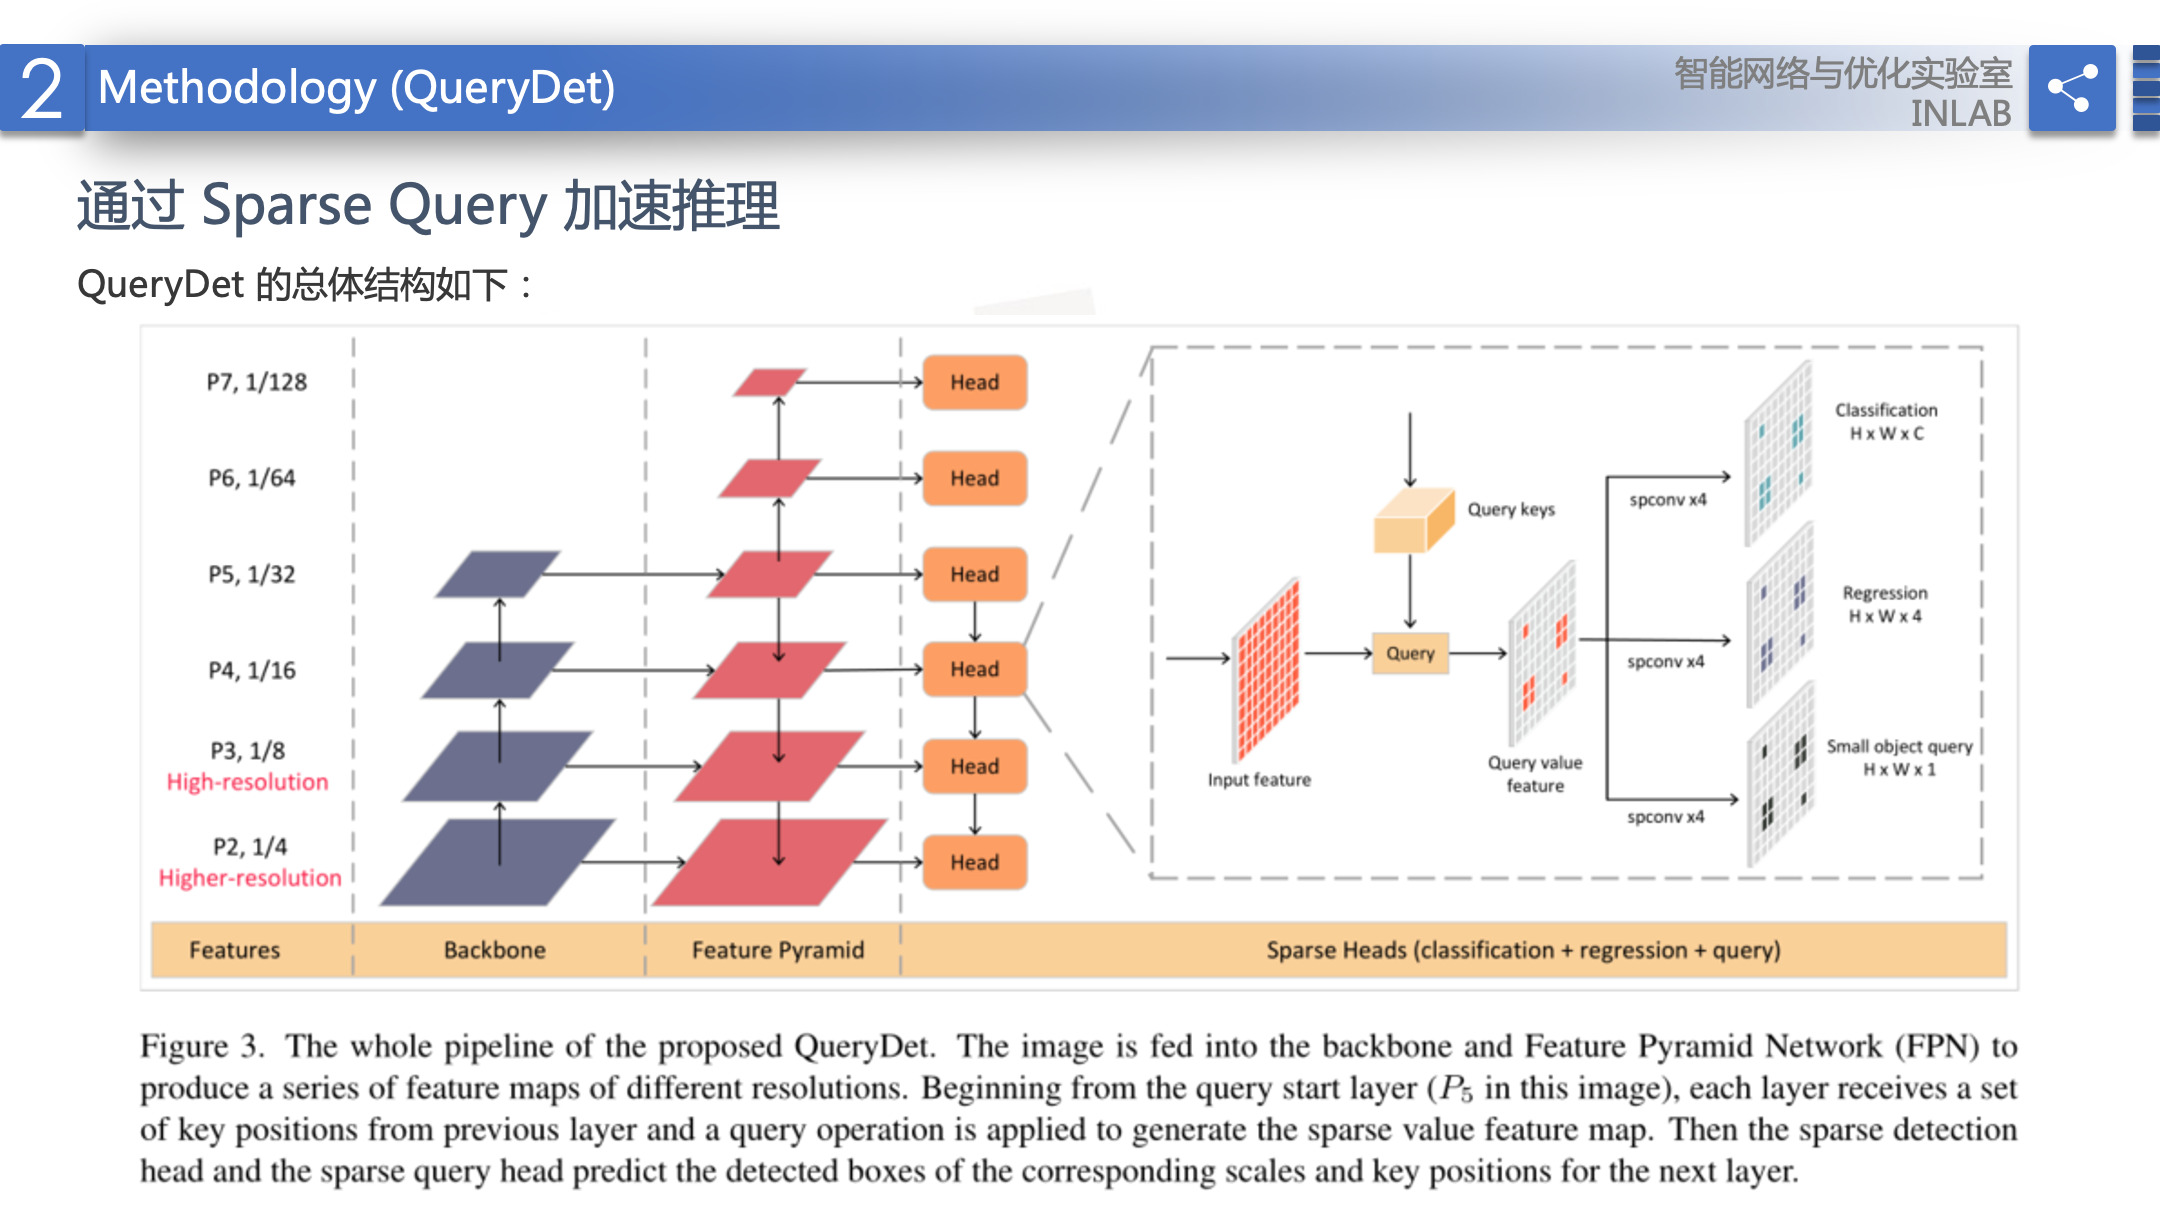 2
Methodology (QueryDet)
智能网络与优化实验室
INLAB
通过 Sparse Query 加速推理
QueryDet 的总体结构如下：
P7, 1/128
P6, 1/64
P5, 1/32
P4, 1/16
P3, 1/8
High-resolution
P2, 1/4
Higher-resolution
Head
Head
Head
Head
Head
Head
Input feature
Query keys
Query
Query value
feature
spconv x4
spconv x4
spconv x4
Classification
H x W x C
Regression
H x W x 4
Small object query
H x W x 1
Features
Backbone
Feature Pyramid
Sparse Heads (classification + regression + query)
Figure 3. The whole pipeline of the proposed QueryDet. The image is fed into the backbone and Feature Pyramid Network (FPN) to
produce a series of feature maps of different resolutions. Beginning from the query start layer (P5 in this image), each layer receives a set
of key positions from previous layer and a query operation is applied to generate the sparse value feature map. Then the sparse detection
head and the sparse query head predict the detected boxes of the corresponding scales and key positions for the next layer.